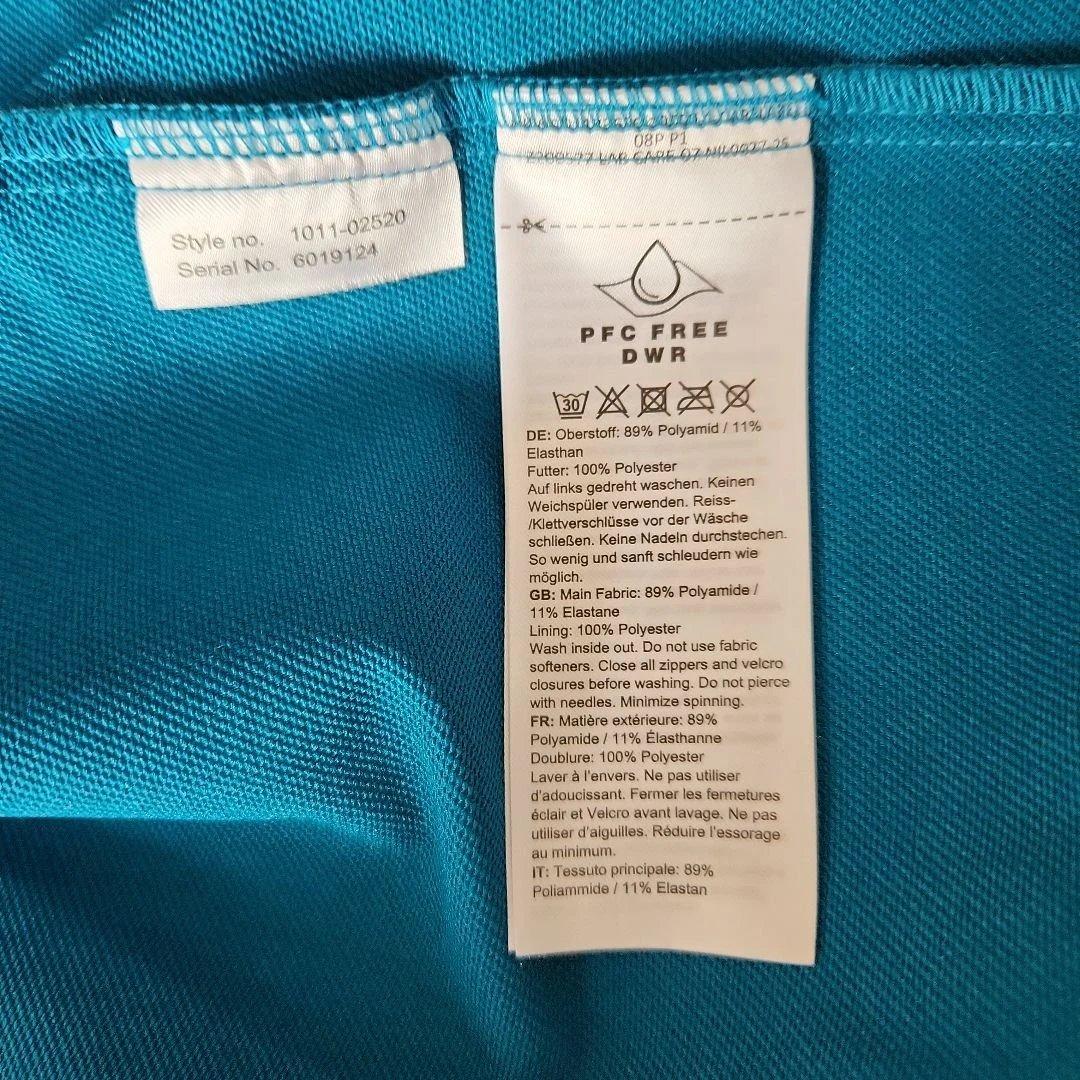 Style no. 1011-02520
Serial No. 6019124
08P P1
PFC FREE
DWR
30
DE: Oberstoff: 89% Polyamid / 11%
Elasthan
Futter: 100% Polyester
Auf links gedreht waschen. Keinen
Weichspüler verwenden. Reiss-
/Klettverschlüsse vor der Wäsche
schließen. Keine Nadeln durchstechen.
So wenig und sanft schleudern wie
möglich.
GB: Main Fabric: 89% Polyamide /
11% Elastane
Lining: 100% Polyester
Wash inside out. Do not use fabric
softeners. Close all zippers and velcro
closures before washing. Do not pierce
with needles. Minimize spinning.
FR: Matière extérieure: 89%
Polyamide / 11% Élasthanne
Doublure: 100% Polyester
Laver à l'envers. Ne pas utiliser
d'adoucissant. Fermer les fermetures
éclair et Velcro avant lavage. Ne pas
utiliser d'aiguilles. Réduire l'essorage
au minimum.
IT: Tessuto principale: 89%
Poliammide / 11% Elastan